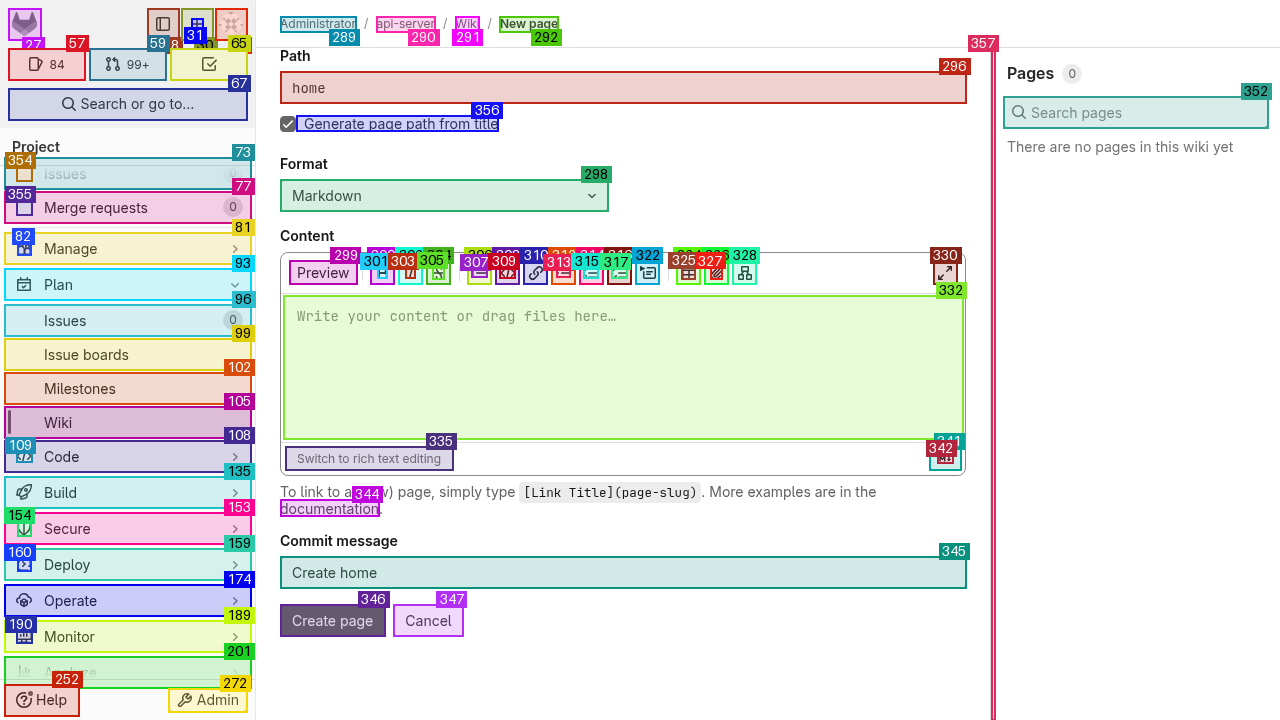 Administrator / api-server / Wiki / New page
84
99+
Search or go to...
Project
Issues 0
Merge requests 0
Manage
Plan
Issues 0
Issue boards
Milestones
Wiki
Code
Build
Secure
Deploy
Operate
Monitor
Analyze
Help
Admin
Path
home
Generate page path from title
Format
Markdown
Content
Preview
Write your content or drag files here…
Switch to rich text editing
page, simply type [Link Title](page-slug). More examples are in the
documentation.
To link to a
Commit message
Create home
Create page
Cancel
Pages 0
Search pages
There are no pages in this wiki yet
27
31
57
59
65
67
73
354
77
355
81
82
93
96
99
102
105
108
109
135
153
154
159
160
174
189
190
201
252
272
289
290
291
292
296
356
298
299
301
303
305
307
309
310
313
315
317
322
325
327
328
330
332
335
342
344
345
346
347
352
357